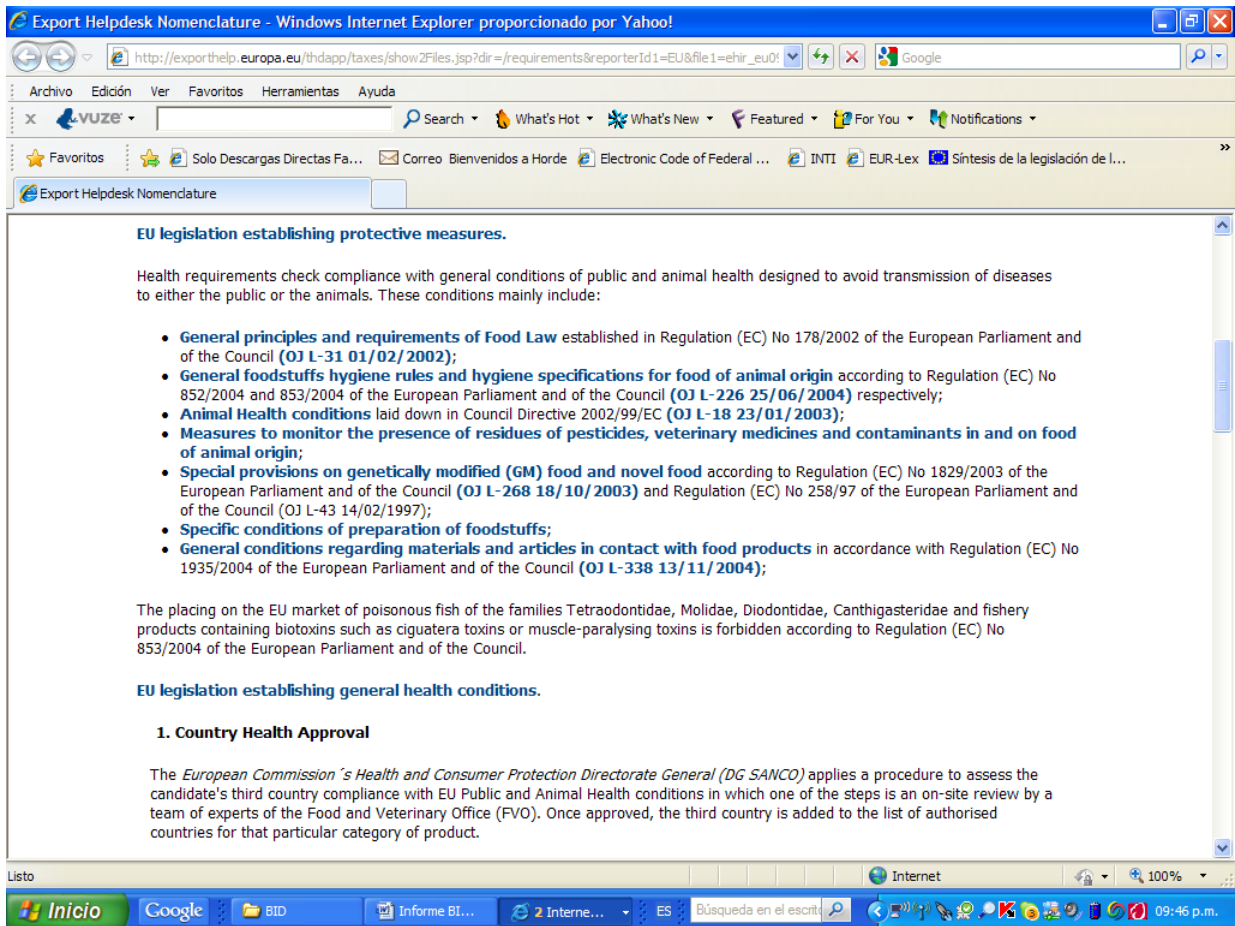 Export Helpdesk Nomenclature - Windows Internet Explorer proporcionado por Yahoo!
http://exporthelp.europa.eu/thdapp/taxes/show2Files.jsp?dir=/requirements&reporterId1=EU&file1=ehir_eu09
Google
Archivo Edición Ver Favoritos Herramientas Ayuda
x vuze Search What's Hot What's New Featured For You Notifications
Favoritos Solo Descargas Directas Fa... Correo Bienvenidos a Horde Electronic Code of Federal ... INTI EUR-Lex Síntesis de la legislación de l... »
Export Helpdesk Nomenclature
EU legislation establishing protective measures.
Health requirements check compliance with general conditions of public and animal health designed to avoid transmission of diseases
to either the public or the animals. These conditions mainly include:
• General principles and requirements of Food Law established in Regulation (EC) No 178/2002 of the European Parliament and
of the Council (OJ L-31 01/02/2002);
• General foodstuffs hygiene rules and hygiene specifications for food of animal origin according to Regulation (EC) No
852/2004 and 853/2004 of the European Parliament and of the Council (OJ L-226 25/06/2004) respectively;
• Animal Health conditions laid down in Council Directive 2002/99/EC (OJ L-18 23/01/2003);
• Measures to monitor the presence of residues of pesticides, veterinary medicines and contaminants in and on food
of animal origin;
• Special provisions on genetically modified (GM) food and novel food according to Regulation (EC) No 1829/2003 of the
European Parliament and of the Council (OJ L-268 18/10/2003) and Regulation (EC) No 258/97 of the European Parliament and
of the Council (OJ L-43 14/02/1997);
• Specific conditions of preparation of foodstuffs;
• General conditions regarding materials and articles in contact with food products in accordance with Regulation (EC) No
1935/2004 of the European Parliament and of the Council (OJ L-338 13/11/2004);
The placing on the EU market of poisonous fish of the families Tetraodontidae, Molidae, Diodontidae, Canthigasteridae and fishery
products containing biotoxins such as ciguatera toxins or muscle-paralysing toxins is forbidden according to Regulation (EC) No
853/2004 of the European Parliament and of the Council.
EU legislation establishing general health conditions.
1. Country Health Approval
The European Commission´s Health and Consumer Protection Directorate General (DG SANCO) applies a procedure to assess the
candidate's third country compliance with EU Public and Animal Health conditions in which one of the steps is an on-site review by a
team of experts of the Food and Veterinary Office (FVO). Once approved, the third country is added to the list of authorised
countries for that particular category of product.
Listo Internet 100%
Inicio Google BID Informe BI... 2 Interne... ES Búsqueda en el escrito 09:46 p.m.